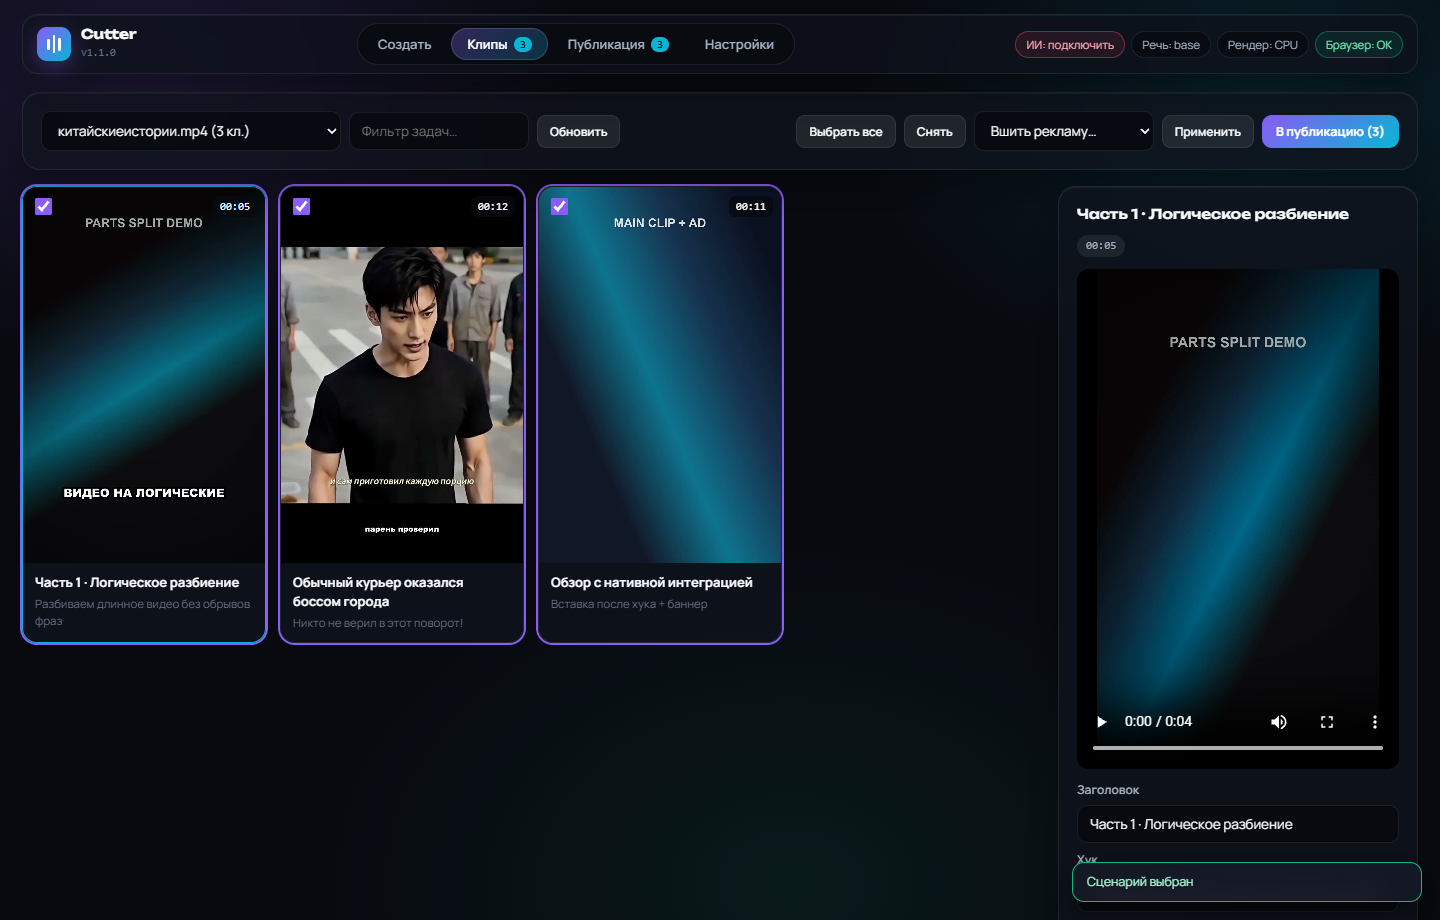 Cutter
v1.1.0
Создать
Клипы 3
Публикация 3
Настройки
ИИ: подключить
Речь: base
Рендер: CPU
Браузер: OK
китайскиеистории.mp4 (3 кл.)
Фильтр задач...
Обновить
Выбрать все
Снять
Вшить рекламу...
Применить
В публикацию (3)
00:05
PARTS SPLIT DEMO
ВИДЕО НА ЛОГИЧЕСКИЕ
Часть 1 · Логическое разбиение
Разбиваем длинное видео без обрывов
фраз
00:12
и сам приготовил каждую порцию
парень проверил
Обычный курьер оказался
боссом города
Никто не верил в этот поворот!
00:11
MAIN CLIP + AD
Обзор с нативной интеграцией
Вставка после хука + баннер
Часть 1 · Логическое разбиение
00:05
PARTS SPLIT DEMO
0:00 / 0:04
Заголовок
Часть 1 · Логическое разбиение
Хук
Сценарий выбран